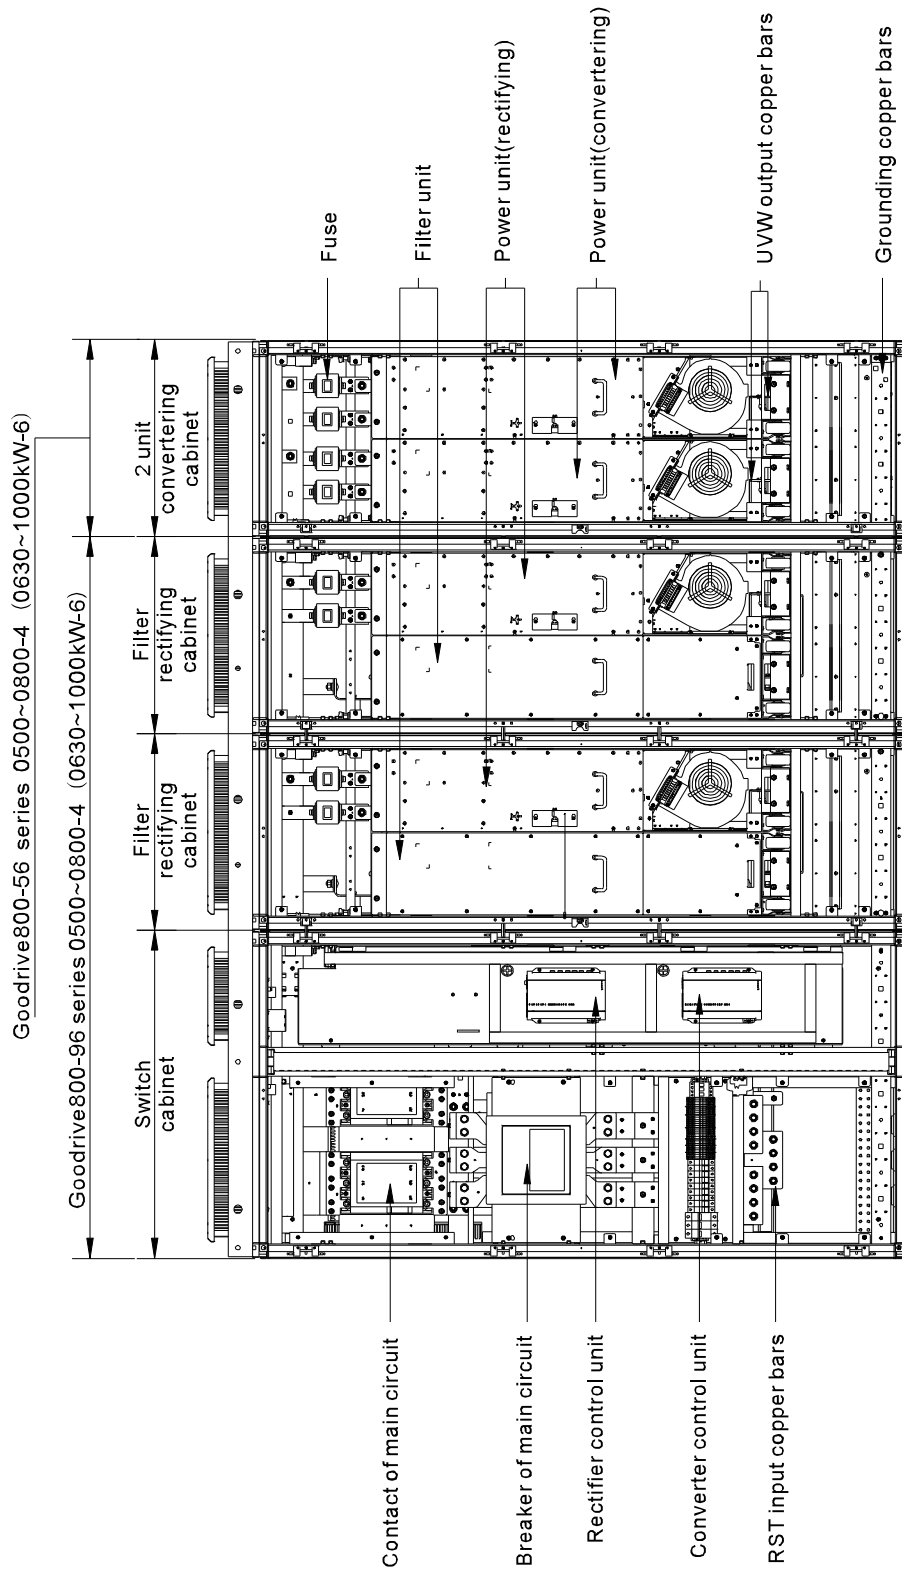 Goodrive800-56 series 0500~0800-4 (0630~1000kW-6)
Goodrive800-96 series 0500~0800-4 (0630~1000kW-6)
Switch
cabinet
Filter
rectifying
cabinet
Filter
rectifying
cabinet
2 unit
convertering
cabinet
Contact of main circuit
Breaker of main circuit
Rectifier control unit
Converter control unit
RST input copper bars
Fuse
Filter unit
Power unit(rectifying)
Power unit(convertering)
UVW output copper bars
Grounding copper bars